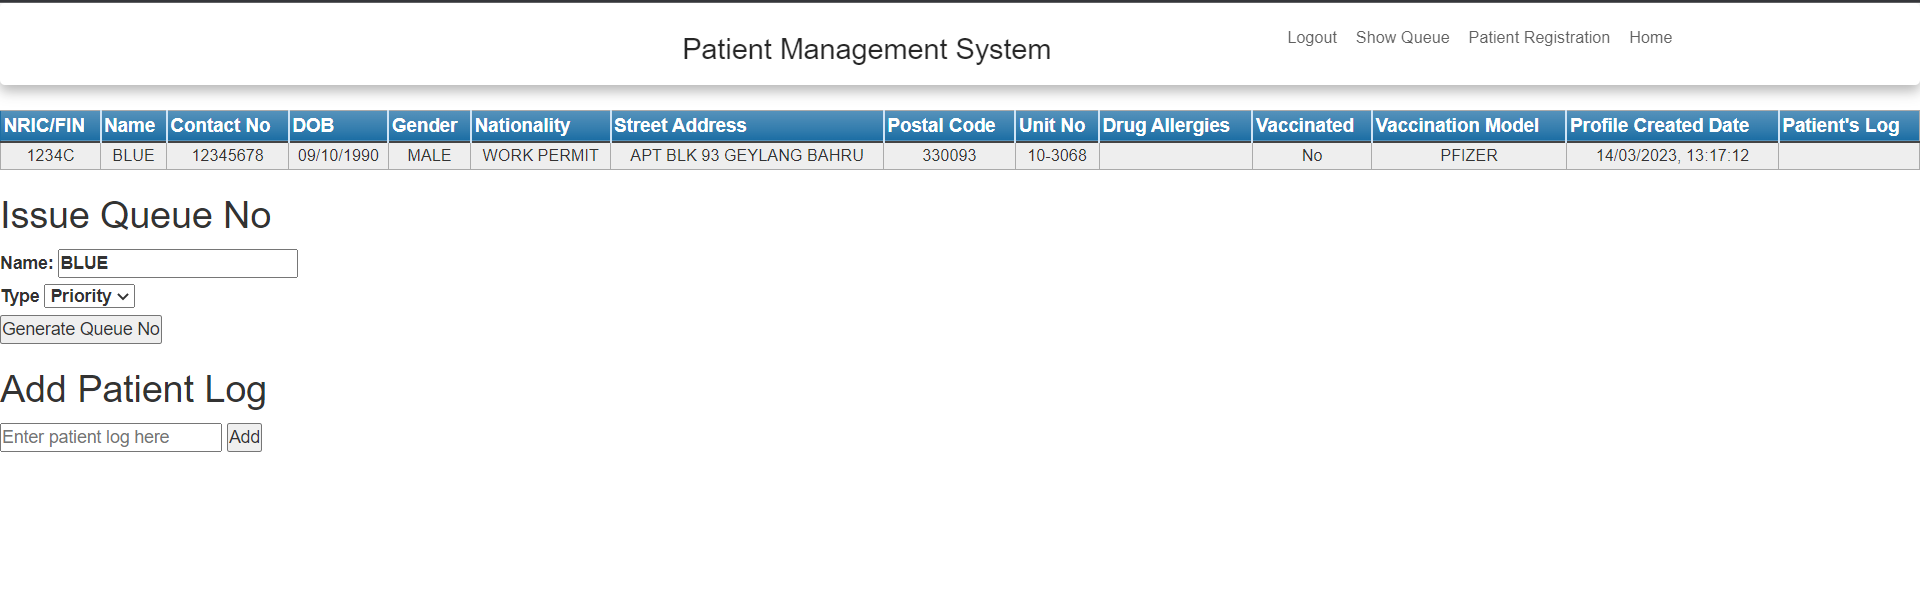 Patient Management System
Logout Show Queue Patient Registration Home
NRIC/FIN Name Contact No DOB Gender Nationality Street Address Postal Code Unit No Drug Allergies Vaccinated Vaccination Model Profile Created Date Patient's Log
1234C BLUE 12345678 09/10/1990 MALE WORK PERMIT APT BLK 93 GEYLANG BAHRU 330093 10-3068 No PFIZER 14/03/2023, 13:17:12
Issue Queue No
Name: BLUE
Type Priority
Generate Queue No
Add Patient Log
Enter patient log here Add